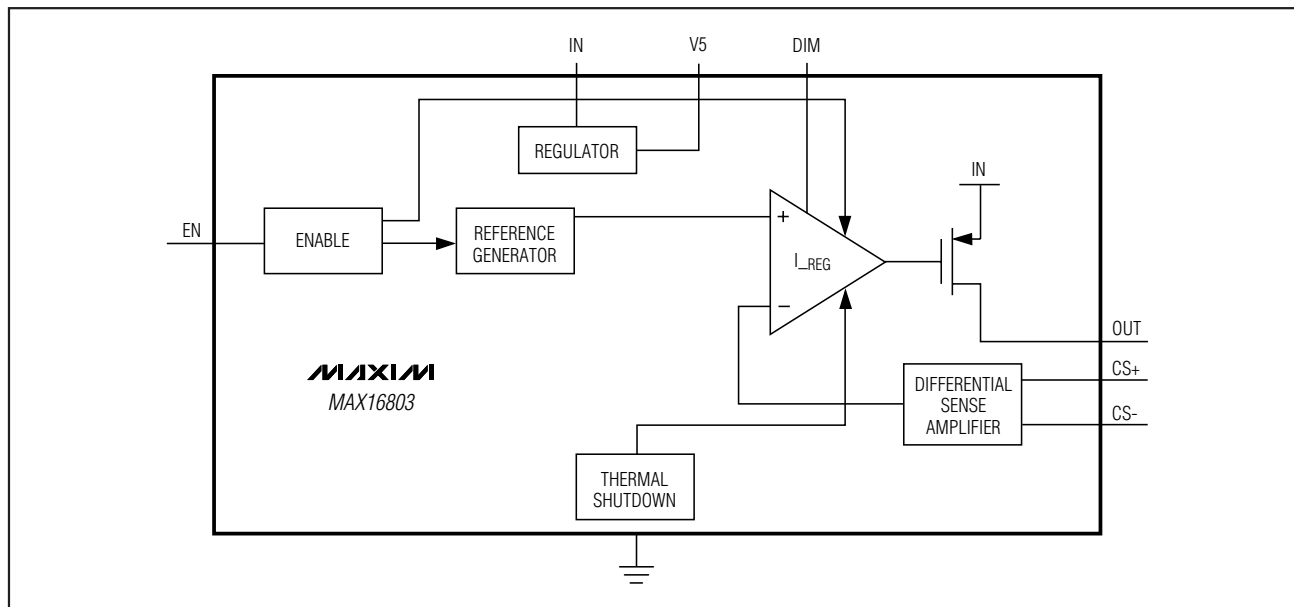 IN
V5
DIM
REGULATOR
IN
EN
ENABLE
REFERENCE
GENERATOR
+
I_REG
−
OUT
CS+
CS-
DIFFERENTIAL
SENSE
AMPLIFIER
MAXIM
MAX16803
THERMAL
SHUTDOWN